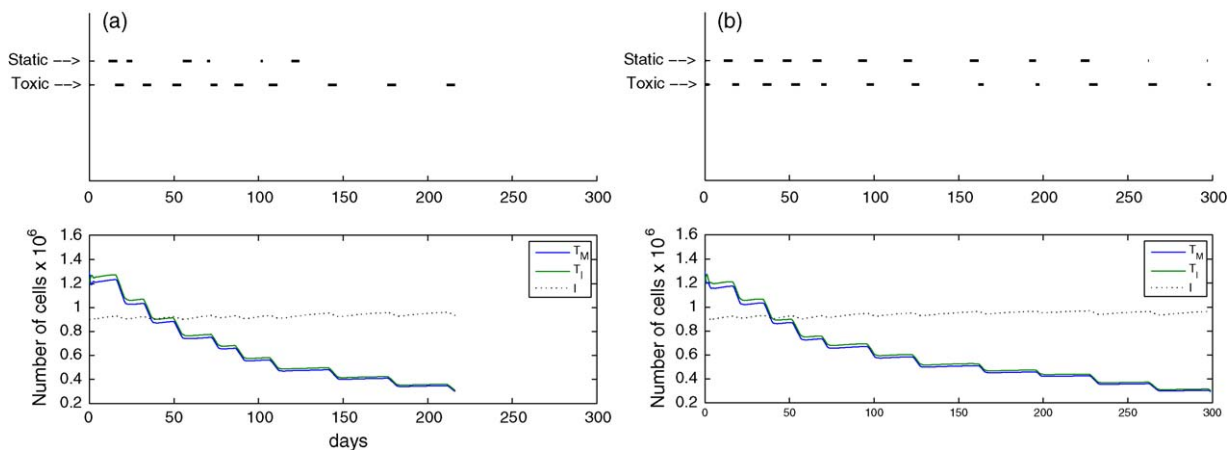 (a)
Static -->
Toxic -->
0 50 100 150 200 250 300
Number of cells x 10^6
1.6
1.4
1.2
1
0.8
0.6
0.4
0.2
T_M
T_I
I
0 50 100 150 200 250 300
days
(b)
Static -->
Toxic -->
0 50 100 150 200 250 300
Number of cells x 10^6
1.6
1.4
1.2
1
0.8
0.6
0.4
0.2
T_M
T_I
I
0 50 100 150 200 250 300